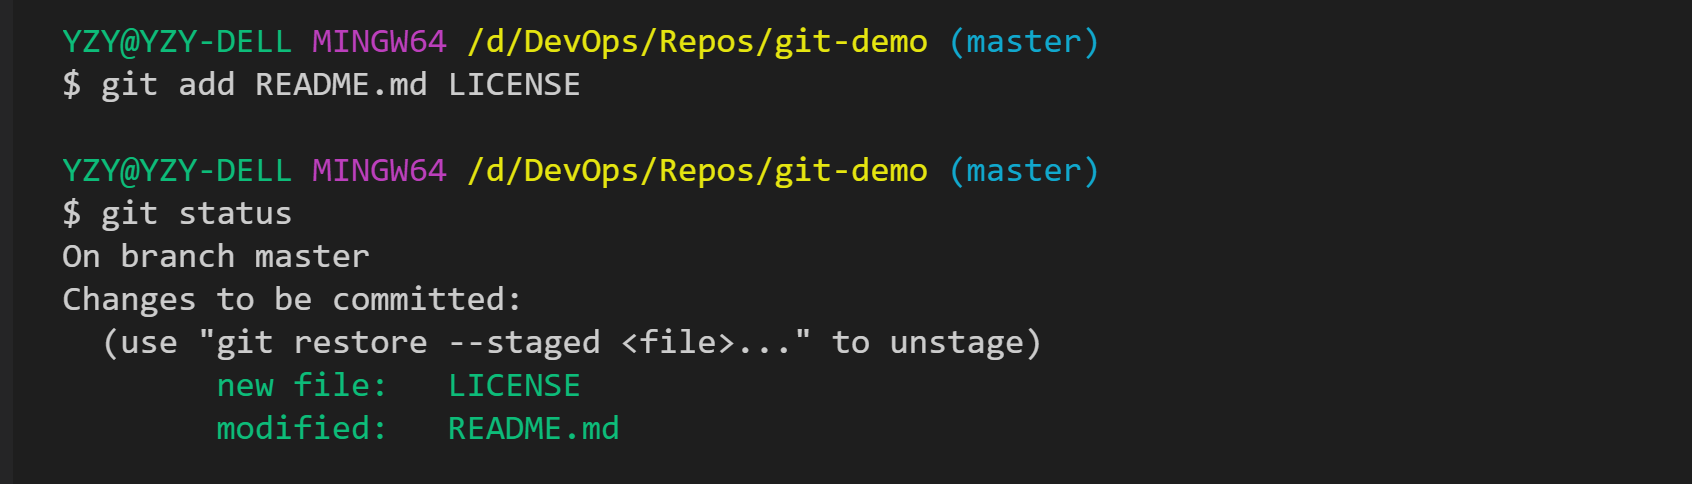 YZY@YZY-DELL MINGW64 /d/DevOps/Repos/git-demo (master)
$ git add README.md LICENSE
YZY@YZY-DELL MINGW64 /d/DevOps/Repos/git-demo (master)
$ git status
On branch master
Changes to be committed:
  (use "git restore --staged <file>..." to unstage)
        new file:   LICENSE
        modified:   README.md